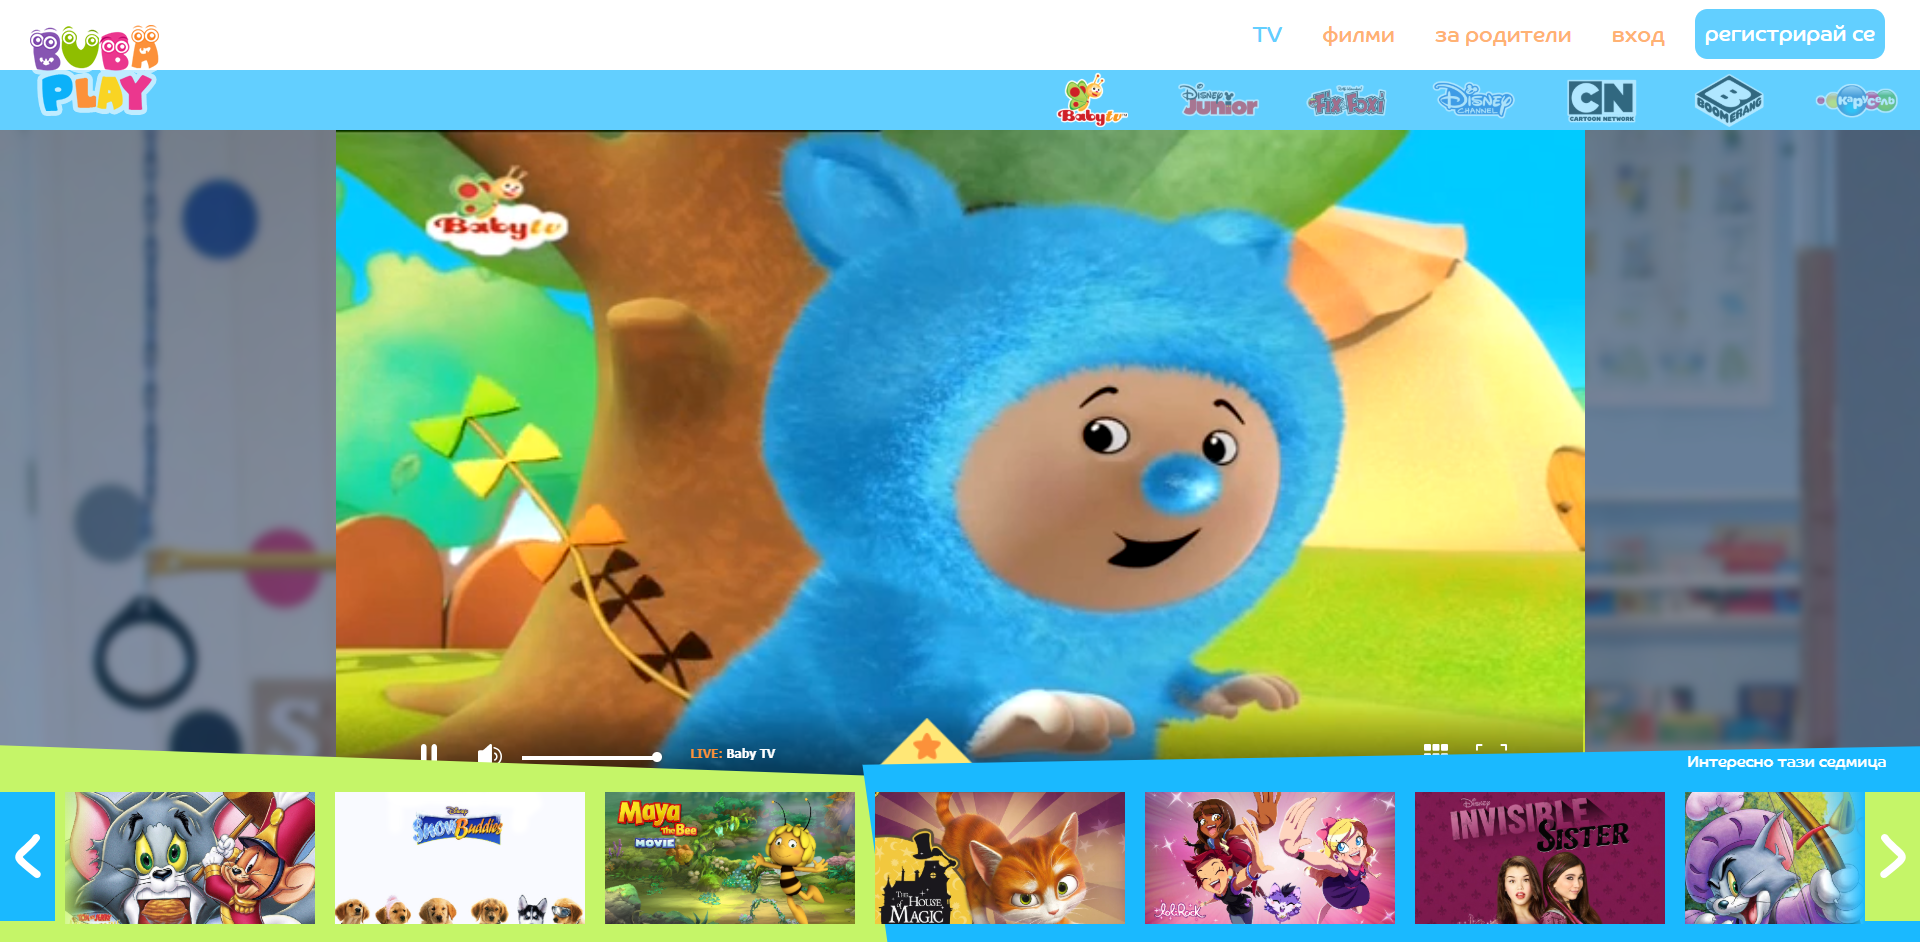 BUBA
PLAY
TV филми за родители вход регистрирай се
Babytv
Disney
Junior
Fix & Foxi
Disney
CHANNEL
CN
CARTOON NETWORK
BOOMERANG
Карусель
Babytv
S
LIVE: Baby TV
Интересно тази седмица
Disney
SNOW Buddies
Maya
The Bee
MOVIE
The
House
of
MAGIC
LoliRock
Disney
INVISIBLE
SISTER